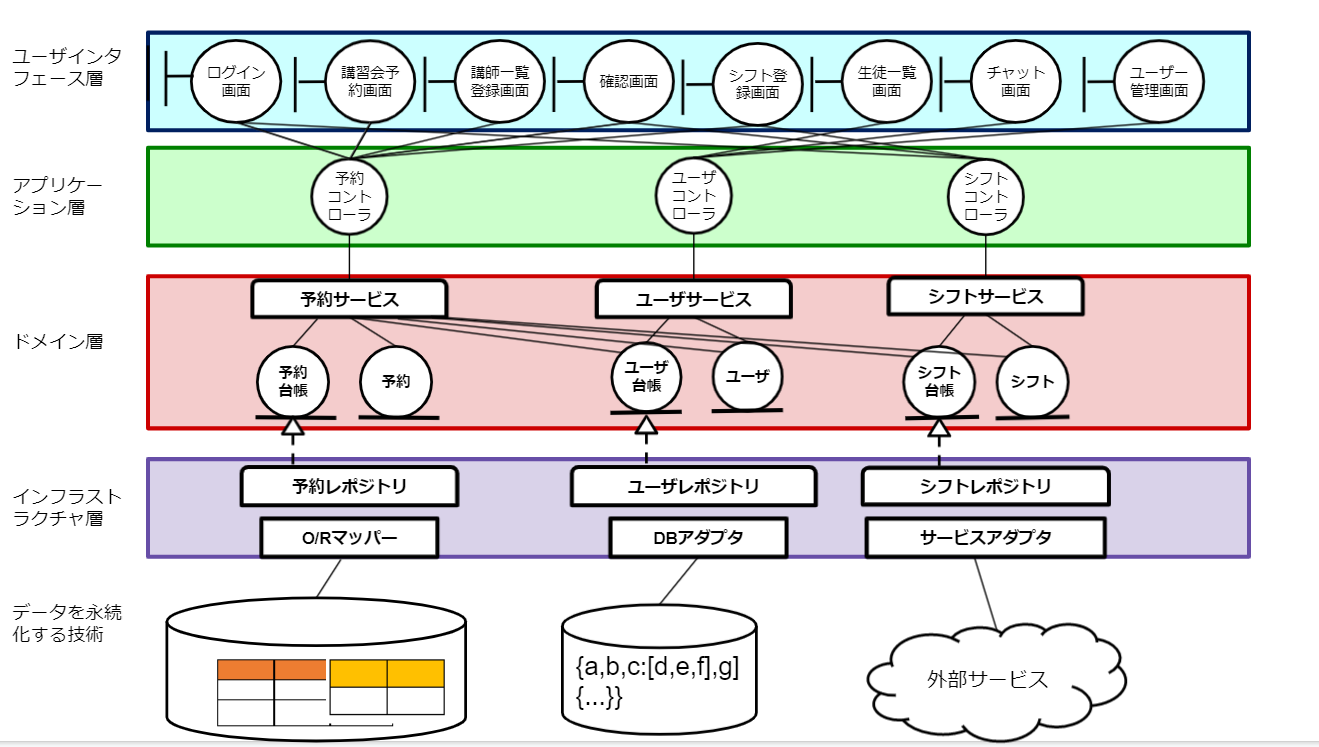 ユーザインタ
フェース層
ログイン
画面
講習会予
約画面
講師一覧
登録画面
確認画面
シフト登
録画面
生徒一覧
画面
チャット
画面
ユーザー
管理画面
アプリケー
ション層
予約
コント
ローラ
ユーザ
コント
ローラ
シフト
コント
ローラ
ドメイン層
予約サービス
ユーザサービス
シフトサービス
予約
台帳
予約
ユーザ
台帳
ユーザ
シフト
台帳
シフト
インフラスト
ラクチャ層
予約レポジトリ
ユーザレポジトリ
シフトレポジトリ
O/Rマッパー
DBアダプタ
サービスアダプタ
データを永続
化する技術
{a,b,c:[d,e,f],g]
{...}}
外部サービス